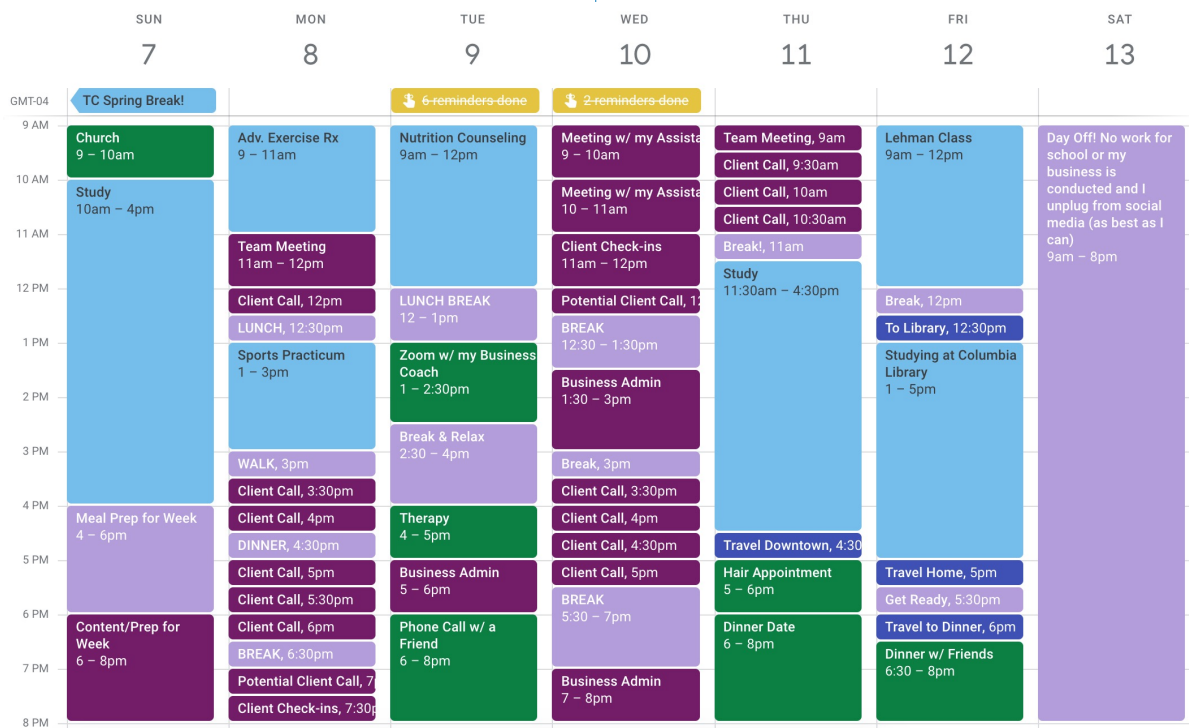 SUN
MON
TUE
WED
THU
FRI
SAT
7
8
9
10
11
12
13
GMT-04
TC Spring Break!
6 reminders done
2 reminders done
9 AM
10 AM
11 AM
12 PM
1 PM
2 PM
3 PM
4 PM
5 PM
6 PM
7 PM
8 PM
Church
9 – 10am
Study
10am – 4pm
Meal Prep for Week
4 – 6pm
Content/Prep for
Week
6 – 8pm
Adv. Exercise Rx
9 – 11am
Team Meeting
11am – 12pm
Client Call, 12pm
LUNCH, 12:30pm
Sports Practicum
1 – 3pm
WALK, 3pm
Client Call, 3:30pm
Client Call, 4pm
DINNER, 4:30pm
Client Call, 5pm
Client Call, 5:30pm
Client Call, 6pm
BREAK, 6:30pm
Potential Client Call, 7p
Client Check-ins, 7:30p
Nutrition Counseling
9am – 12pm
LUNCH BREAK
12 – 1pm
Zoom w/ my Business
Coach
1 – 2:30pm
Break & Relax
2:30 – 4pm
Therapy
4 – 5pm
Business Admin
5 – 6pm
Phone Call w/ a
Friend
6 – 8pm
Meeting w/ my Assista
9 – 10am
Meeting w/ my Assista
10 – 11am
Client Check-ins
11am – 12pm
Potential Client Call, 12
BREAK
12:30 – 1:30pm
Business Admin
1:30 – 3pm
Break, 3pm
Client Call, 3:30pm
Client Call, 4pm
Client Call, 4:30pm
Client Call, 5pm
BREAK
5:30 – 7pm
Business Admin
7 – 8pm
Team Meeting, 9am
Client Call, 9:30am
Client Call, 10am
Client Call, 10:30am
Break!, 11am
Study
11:30am – 4:30pm
Travel Downtown, 4:30
Hair Appointment
5 – 6pm
Dinner Date
6 – 8pm
Lehman Class
9am – 12pm
Break, 12pm
To Library, 12:30pm
Studying at Columbia
Library
1 – 5pm
Travel Home, 5pm
Get Ready, 5:30pm
Travel to Dinner, 6pm
Dinner w/ Friends
6:30 – 8pm
Day Off! No work for
school or my
business is
conducted and I
unplug from social
media (as best as I
can)
9am – 8pm